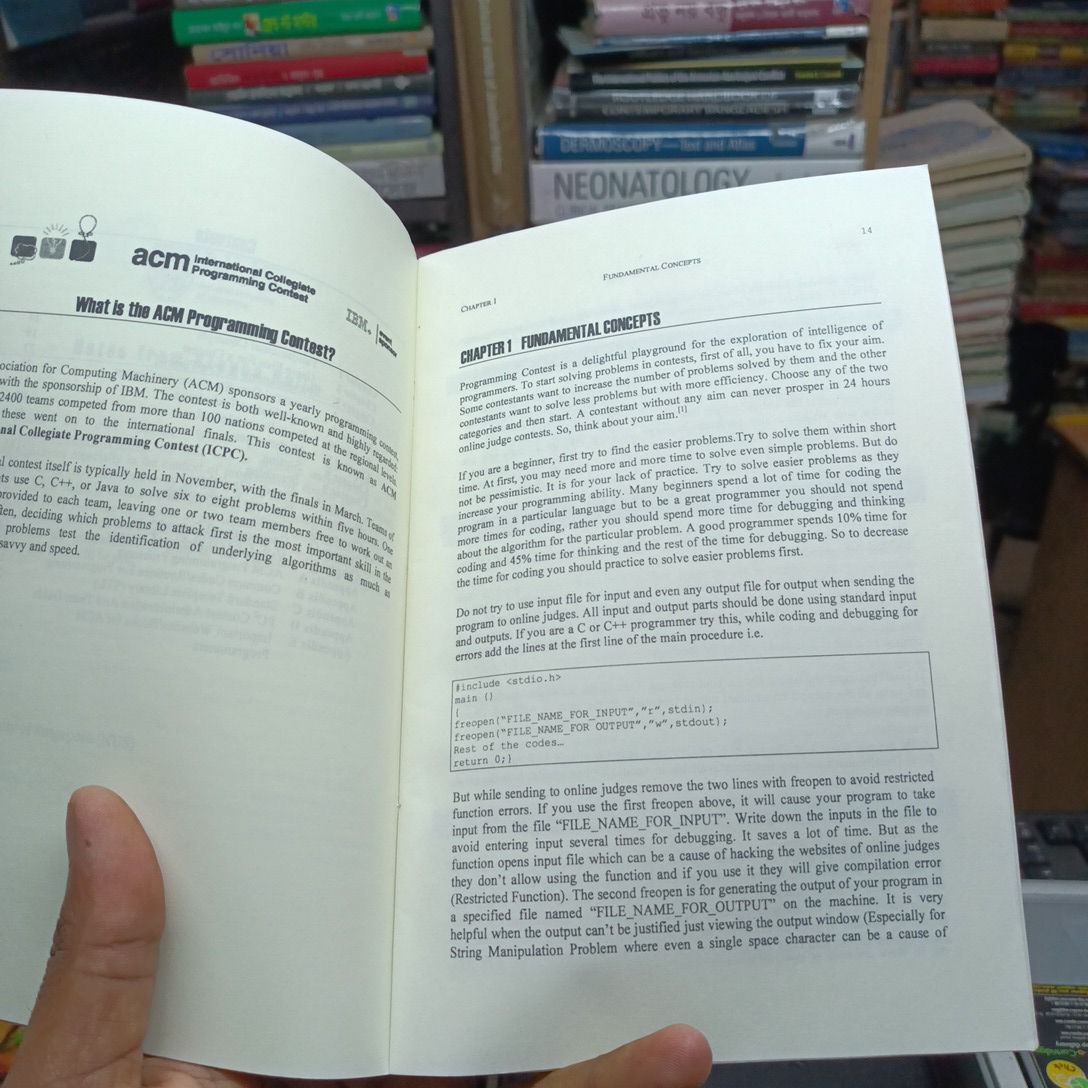 NEONATOLOGY
DERMOSCOPY—Text and Atlas
acm International Collegiate
Programming Contest
IBM.
What is the ACM Programming Contest?
ociation for Computing Machinery (ACM) sponsors a yearly programming contest,
with the sponsorship of IBM. The contest is both well-known and highly regarded.
2400 teams competed from more than 100 nations competed at the regional levels
these went on to the international finals. This contest is known as ACM
nal Collegiate Programming Contest (ICPC).
l contest itself is typically held in November, with the finals in March. Teams of
ts use C, C++, or Java to solve six to eight problems within five hours. One
provided to each team, leaving one or two team members free to work out an
ten, deciding which problems to attack first is the most important skill in the
problems test the identification of underlying algorithms as much as
savvy and speed.
14
FUNDAMENTAL CONCEPTS
CHAPTER 1
CHAPTER 1 FUNDAMENTAL CONCEPTS
Programming Contest is a delightful playground for the exploration of intelligence of
programmers. To start solving problems in contests, first of all, you have to fix your aim.
Some contestants want to increase the number of problems solved by them and the other
contestants want to solve less problems but with more efficiency. Choose any of the two
categories and then start. A contestant without any aim can never prosper in 24 hours
online judge contests. So, think about your aim.[1]
If you are a beginner, first try to find the easier problems.Try to solve them within short
time. At first, you may need more and more time to solve even simple problems. But do
not be pessimistic. It is for your lack of practice. Try to solve easier problems as they
increase your programming ability. Many beginners spend a lot of time for coding the
program in a particular language but to be a great programmer you should not spend
more times for coding, rather you should spend more time for debugging and thinking
about the algorithm for the particular problem. A good programmer spends 10% time for
coding and 45% time for thinking and the rest of the time for debugging. So to decrease
the time for coding you should practice to solve easier problems first.
Do not try to use input file for input and even any output file for output when sending the
program to online judges. All input and output parts should be done using standard input
and outputs. If you are a C or C++ programmer try this, while coding and debugging for
errors add the lines at the first line of the main procedure i.e.
#include <stdio.h>
main ()
{
freopen("FILE_NAME_FOR_INPUT","r",stdin);
freopen("FILE_NAME_FOR OUTPUT","w",stdout);
Rest of the codes…
return 0;}
But while sending to online judges remove the two lines with freopen to avoid restricted
function errors. If you use the first freopen above, it will cause your program to take
input from the file “FILE_NAME_FOR_INPUT”. Write down the inputs in the file to
avoid entering input several times for debugging. It saves a lot of time. But as the
function opens input file which can be a cause of hacking the websites of online judges
they don’t allow using the function and if you use it they will give compilation error
(Restricted Function). The second freopen is for generating the output of your program in
a specified file named “FILE_NAME_FOR_OUTPUT” on the machine. It is very
helpful when the output can’t be justified just viewing the output window (Especially for
String Manipulation Problem where even a single space character can be a cause of